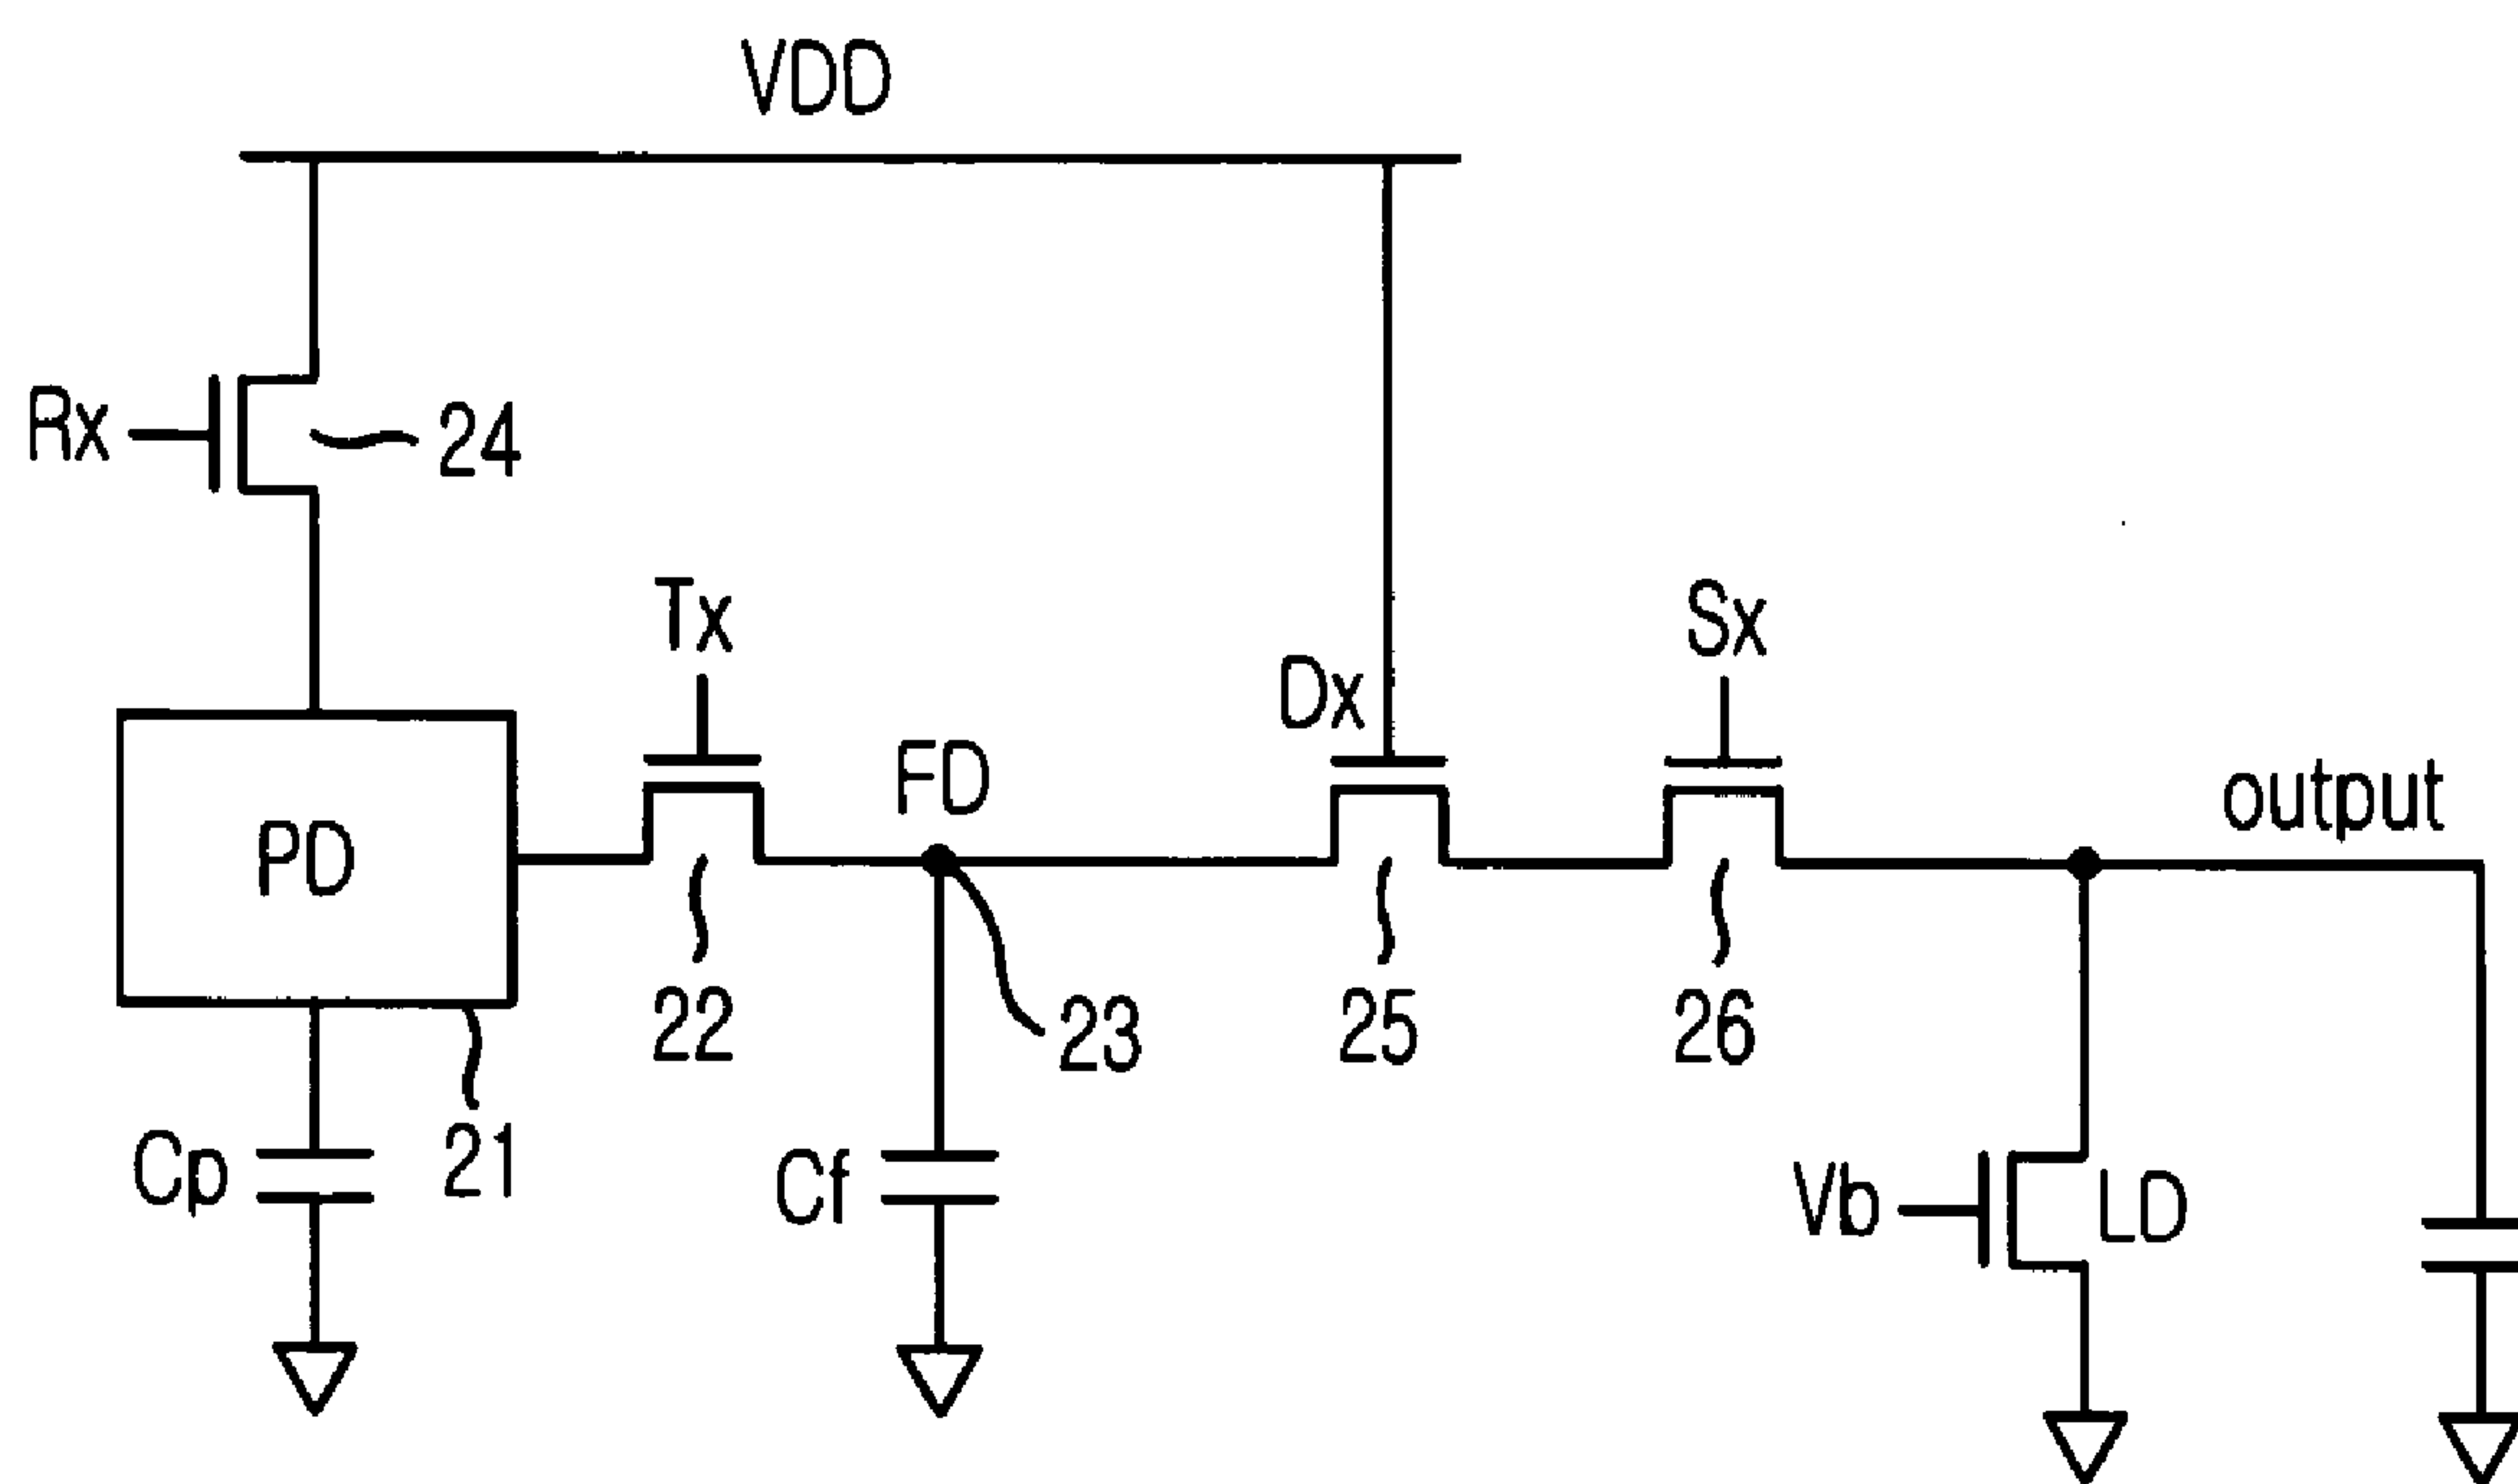 VDD
Rx
24
Tx
Sx
Dx
FD
output
PD
22
23
25
26
Cp
21
Cf
Vb
LD